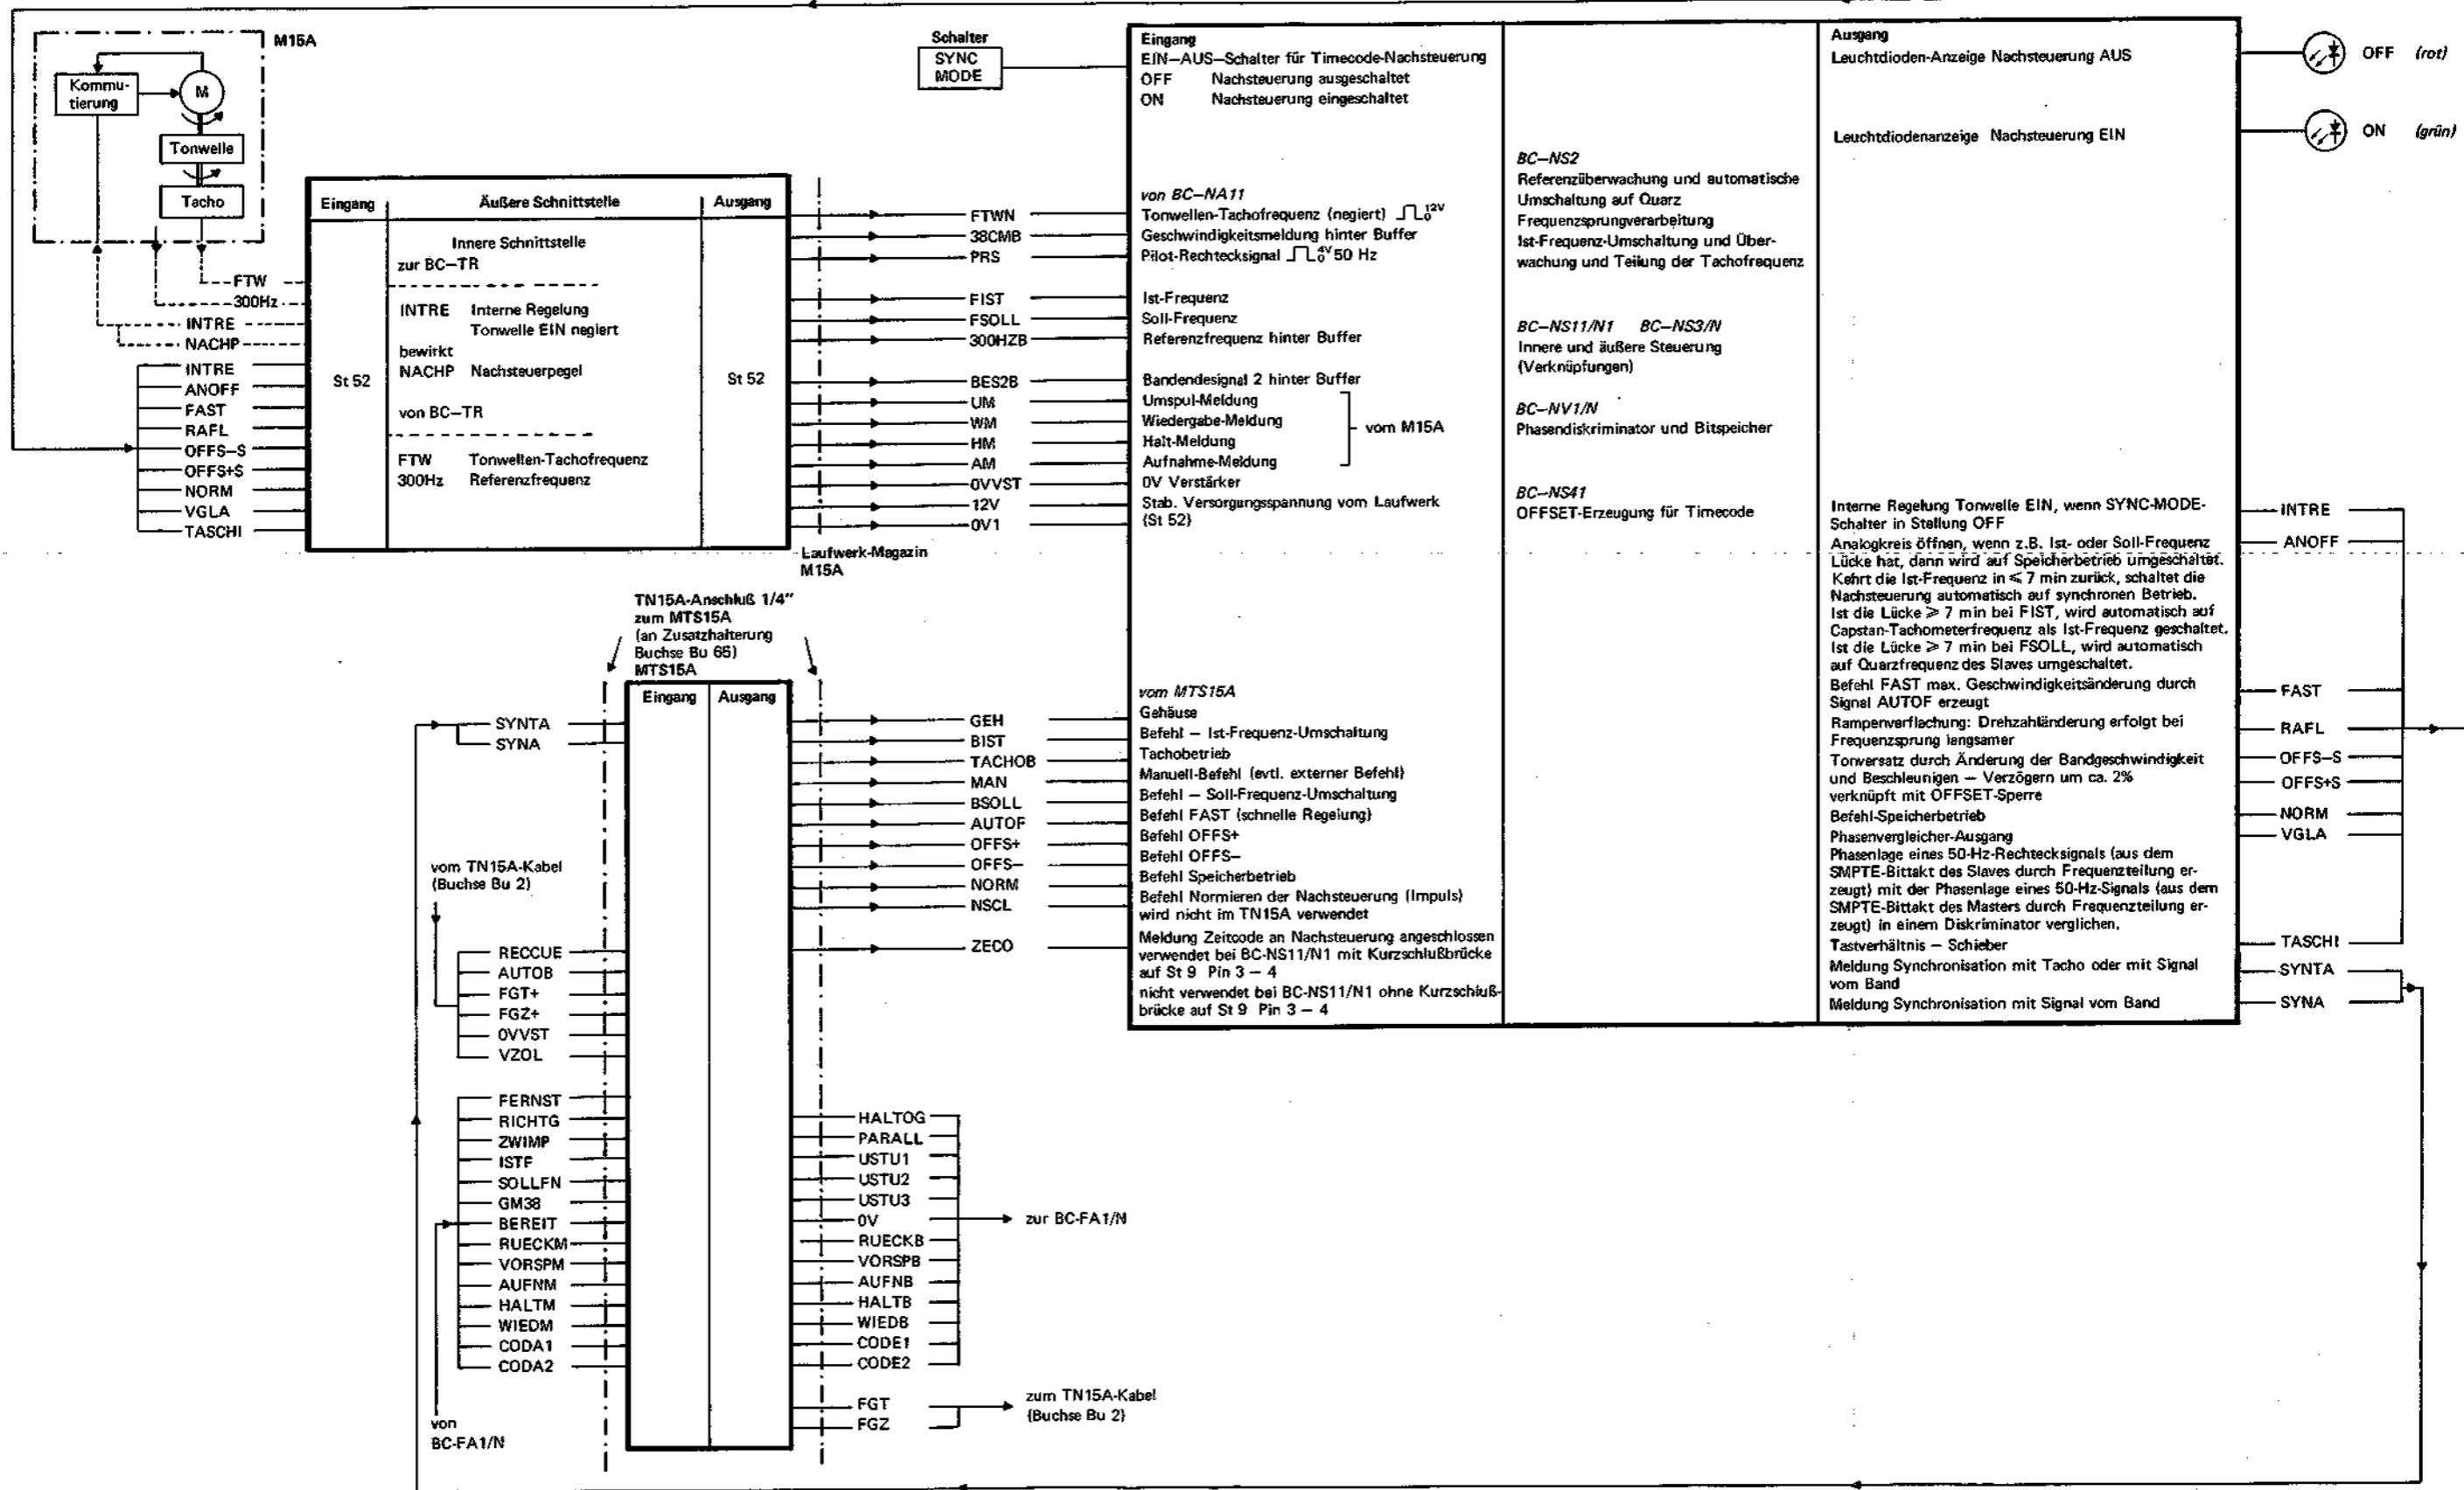 M15A
Kommu-
tierung
M
Tonwelle
Tacho
FTW
300Hz
INTRE
NACHP
INTRE
ANOFF
FAST
RAFL
OFFS–S
OFFS+S
NORM
VGLA
TASCHI
Eingang
Äußere Schnittstelle
Ausgang
Innere Schnittstelle
zur BC–TR
INTRE Interne Regelung
Tonwelle EIN negiert
bewirkt
NACHP Nachsteuerpegel
St 52
St 52
von BC–TR
FTW Tonwellen-Tachofrequenz
300Hz Referenzfrequenz
Laufwerk-Magazin
M15A
FTWN
38CMB
PRS
FIST
FSOLL
300HZB
BES2B
UM
WM
HM
AM
0VVST
12V
0V1
Schalter
SYNC
MODE
Eingang
EIN–AUS–Schalter für Timecode-Nachsteuerung
OFF Nachsteuerung ausgeschaltet
ON Nachsteuerung eingeschaltet
von BC–NA11
Tonwellen-Tachofrequenz (negiert) 12V 0
Geschwindigkeitsmeldung hinter Buffer
Pilot-Rechtecksignal 4V 0 50 Hz
Ist-Frequenz
Soll-Frequenz
Referenzfrequenz hinter Buffer
Bandendesignal 2 hinter Buffer
Umspul-Meldung
Wiedergabe-Meldung
Halt-Meldung
Aufnahme-Meldung
vom M15A
0V Verstärker
Stab. Versorgungsspannung vom Laufwerk
(St 52)
vom MTS15A
Gehäuse
Befehl – Ist-Frequenz-Umschaltung
Tachobetrieb
Manuell-Befehl (evtl. externer Befehl)
Befehl – Soll-Frequenz-Umschaltung
Befehl FAST (schnelle Regelung)
Befehl OFFS+
Befehl OFFS–
Befehl Speicherbetrieb
Befehl Normieren der Nachsteuerung (Impuls)
wird nicht im TN15A verwendet
Meldung Zeitcode an Nachsteuerung angeschlossen
verwendet bei BC-NS11/N1 mit Kurzschlußbrücke
auf St 9 Pin 3 – 4
nicht verwendet bei BC-NS11/N1 ohne Kurzschluß-
brücke auf St 9 Pin 3 – 4
BC–NS2
Referenzüberwachung und automatische
Umschaltung auf Quarz
Frequenzsprungverarbeitung
Ist-Frequenz-Umschaltung und Über-
wachung und Teilung der Tachofrequenz
BC–NS11/N1 BC–NS3/N
Innere und äußere Steuerung
(Verknüpfungen)
BC–NV1/N
Phasendiskriminator und Bitspeicher
BC–NS41
OFFSET-Erzeugung für Timecode
Ausgang
Leuchtdioden-Anzeige Nachsteuerung AUS
Leuchtdiodenanzeige Nachsteuerung EIN
OFF (rot)
ON (grün)
Interne Regelung Tonwelle EIN, wenn SYNC-MODE-
Schalter in Stellung OFF
Analogkreis öffnen, wenn z.B. Ist- oder Soll-Frequenz
Lücke hat, dann wird auf Speicherbetrieb umgeschaltet.
Kehrt die Ist-Frequenz in ⩽ 7 min zurück, schaltet die
Nachsteuerung automatisch auf synchronen Betrieb.
Ist die Lücke ⩾ 7 min bei FIST, wird automatisch auf
Capstan-Tachometerfrequenz als Ist-Frequenz geschaltet.
Ist die Lücke ⩾ 7 min bei FSOLL, wird automatisch
auf Quarzfrequenz des Slaves umgeschaltet.
Befehl FAST max. Geschwindigkeitsänderung durch
Signal AUTOF erzeugt
Rampenverflachung: Drehzahländerung erfolgt bei
Frequenzsprung langsamer
Tonversatz durch Änderung der Bandgeschwindigkeit
und Beschleunigen – Verzögern um ca. 2%
verknüpft mit OFFSET-Sperre
Befehl-Speicherbetrieb
Phasenvergleicher-Ausgang
Phasenlage eines 50-Hz-Rechtecksignals (aus dem
SMPTE-Bittakt des Slaves durch Frequenzteilung er-
zeugt) mit der Phasenlage eines 50-Hz-Signals (aus dem
SMPTE-Bittakt des Masters durch Frequenzteilung er-
zeugt) in einem Diskriminator verglichen.
Tastverhältnis – Schieber
Meldung Synchronisation mit Tacho oder mit Signal
vom Band
Meldung Synchronisation mit Signal vom Band
INTRE
ANOFF
FAST
RAFL
OFFS–S
OFFS+S
NORM
VGLA
TASCHI
SYNTA
SYNA
TN15A-Anschluß 1/4"
zum MTS15A
(an Zusatzhalterung
Buchse Bu 65)
MTS15A
Eingang
Ausgang
SYNTA
SYNA
vom TN15A-Kabel
(Buchse Bu 2)
RECCUE
AUTOB
FGT+
FGZ+
0VVST
VZOL
FERNST
RICHTG
ZWIMP
ISTF
SOLLFN
GM38
BEREIT
RUECKM
VORSPM
AUFNM
HALTM
WIEDM
CODA1
CODA2
von
BC-FA1/N
GEH
BIST
TACHOB
MAN
BSOLL
AUTOF
OFFS+
OFFS–
NORM
NSCL
ZECO
HALTOG
PARALL
USTU1
USTU2
USTU3
0V
RUECKB
VORSPB
AUFNB
HALTB
WIEDB
CODE1
CODE2
zur BC-FA1/N
FGT
FGZ
zum TN15A-Kabel
(Buchse Bu 2)